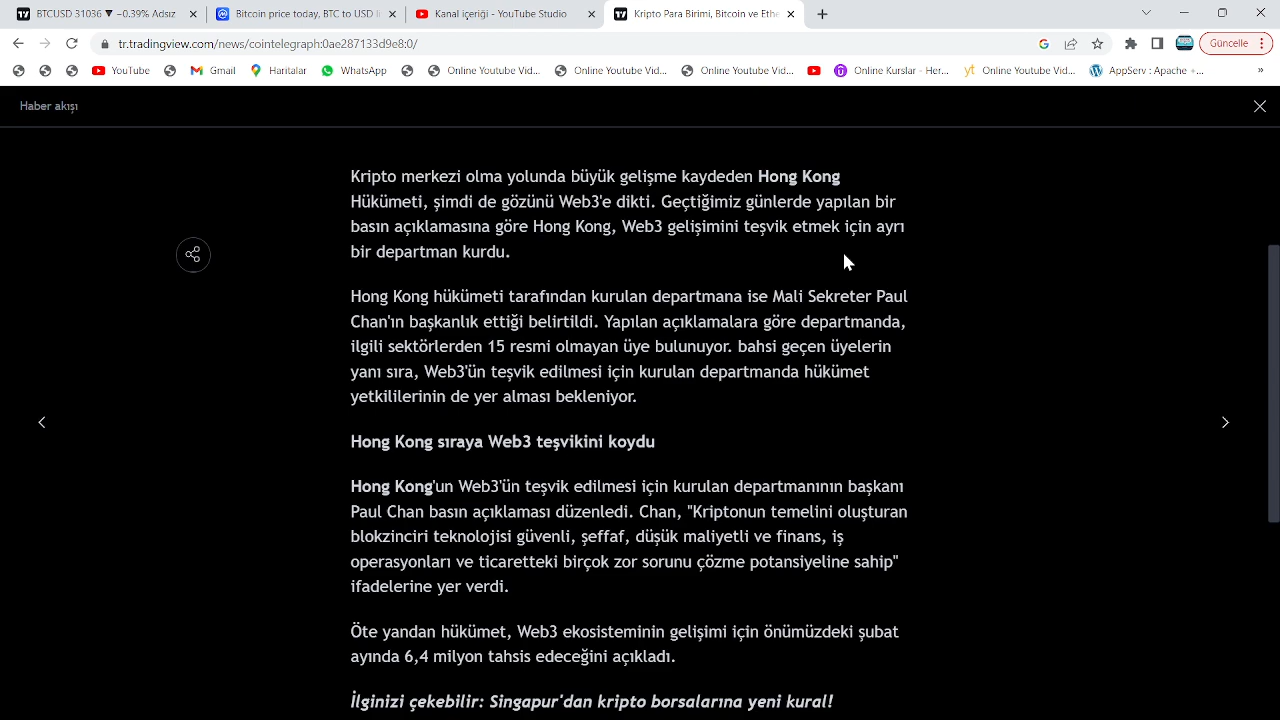 BTCUSD 31036 ▼ −0.39% Adsız
Bitcoin price today, BTC to USD li
Kanal içeriği - YouTube Studio
Kripto Para Birimi, Bitcoin ve Ethe
tr.tradingview.com/news/cointelegraph:0ae287133d9e8:0/
Güncelle
YouTube
Gmail
Haritalar
WhatsApp
Online Youtube Vid...
Online Youtube Vid...
Online Youtube Vid...
Online Kurslar - Her...
yt Online Youtube Vid...
AppServ : Apache +...
»
Haber akışı
Kripto merkezi olma yolunda büyük gelişme kaydeden Hong Kong
Hükümeti, şimdi de gözünü Web3'e dikti. Geçtiğimiz günlerde yapılan bir
basın açıklamasına göre Hong Kong, Web3 gelişimini teşvik etmek için ayrı
bir departman kurdu.
Hong Kong hükümeti tarafından kurulan departmana ise Mali Sekreter Paul
Chan'ın başkanlık ettiği belirtildi. Yapılan açıklamalara göre departmanda,
ilgili sektörlerden 15 resmi olmayan üye bulunuyor. bahsi geçen üyelerin
yanı sıra, Web3'ün teşvik edilmesi için kurulan departmanda hükümet
yetkililerinin de yer alması bekleniyor.
Hong Kong sıraya Web3 teşvikini koydu
Hong Kong'un Web3'ün teşvik edilmesi için kurulan departmanının başkanı
Paul Chan basın açıklaması düzenledi. Chan, "Kriptonun temelini oluşturan
blokzinciri teknolojisi güvenli, şeffaf, düşük maliyetli ve finans, iş
operasyonları ve ticaretteki birçok zor sorunu çözme potansiyeline sahip"
ifadelerine yer verdi.
Öte yandan hükümet, Web3 ekosisteminin gelişimi için önümüzdeki şubat
ayında 6,4 milyon tahsis edeceğini açıkladı.
İlginizi çekebilir: Singapur'dan kripto borsalarına yeni kural!